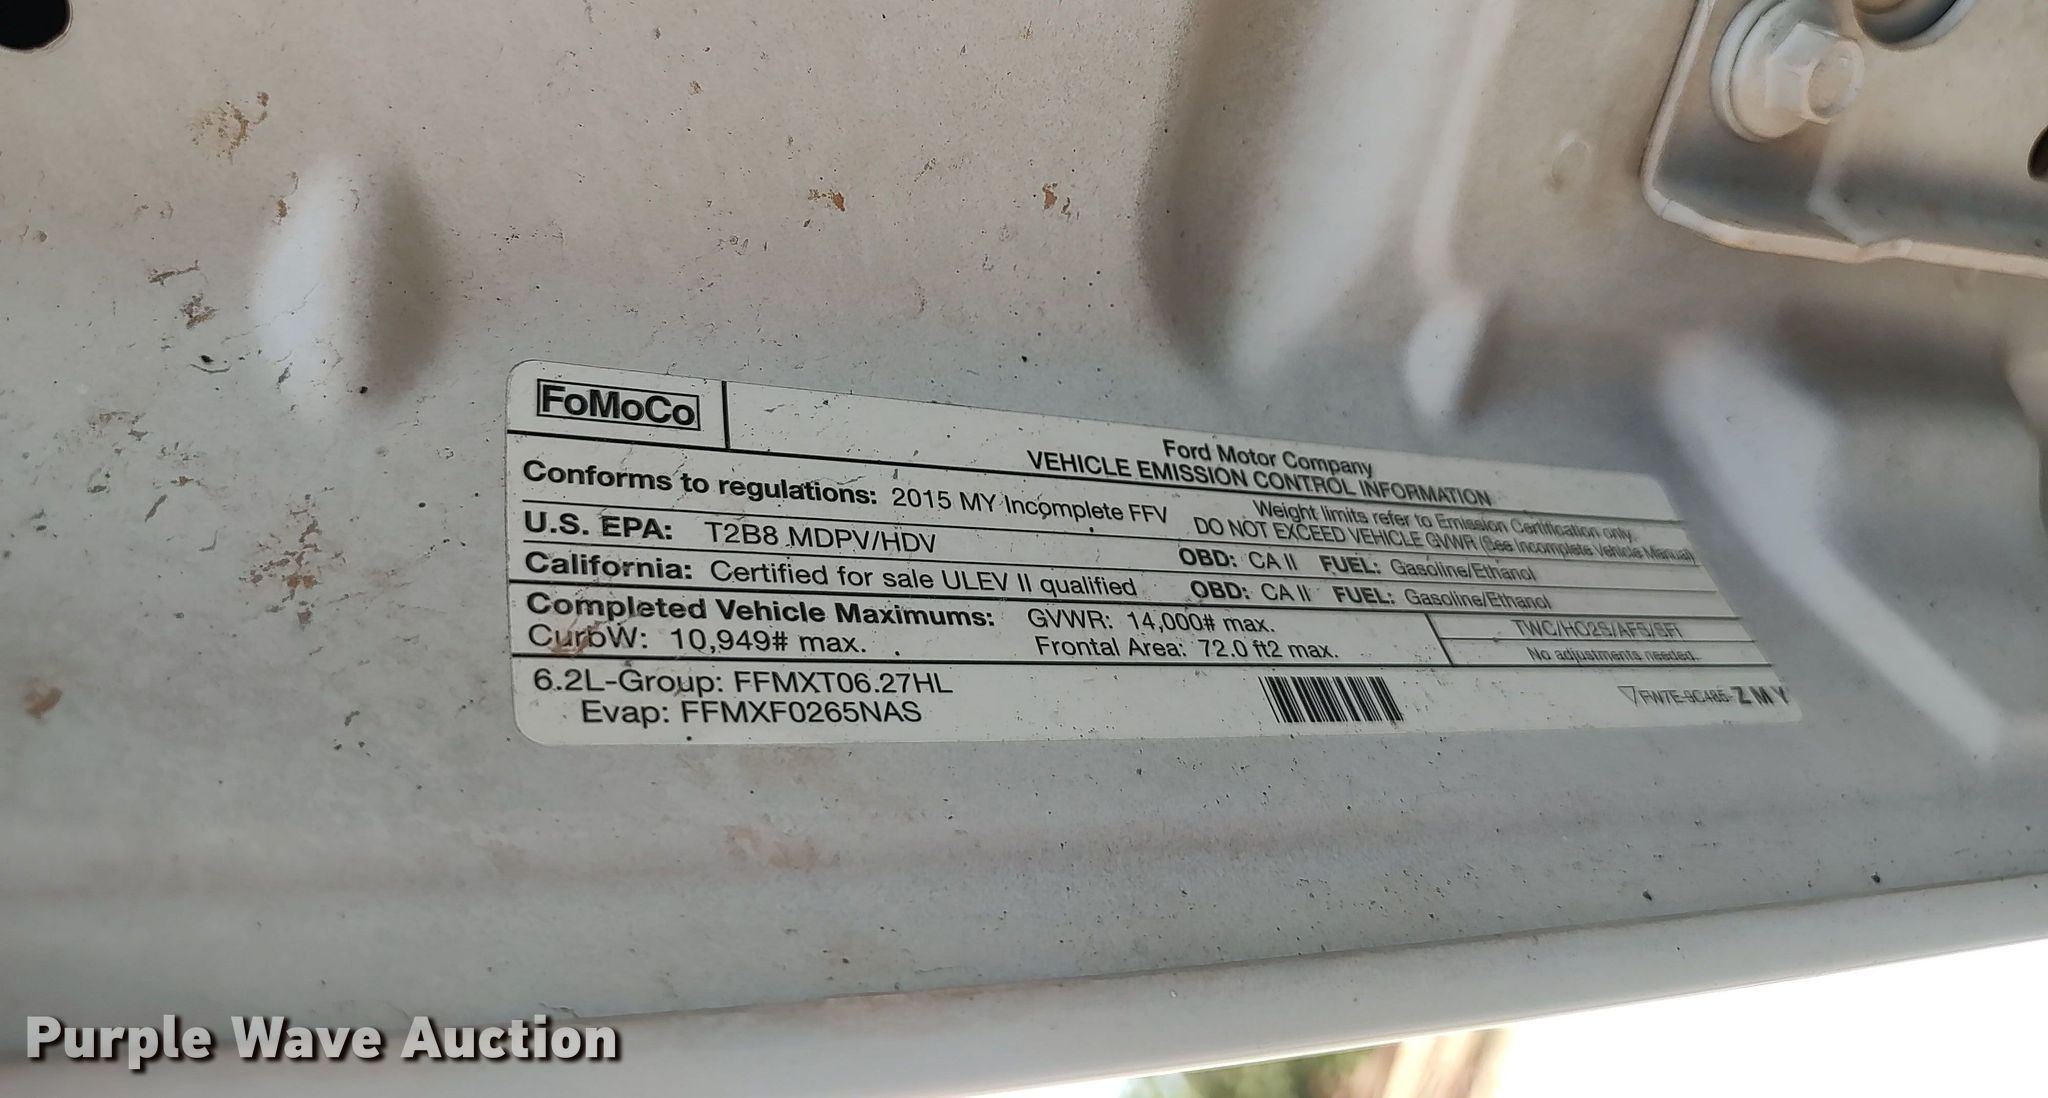 FoMoCo
Ford Motor Company
VEHICLE EMISSION CONTROL INFORMATION
Conforms to regulations: 2015 MY Incomplete FFV
Weight limits refer to Emission Certification only.
DO NOT EXCEED VEHICLE GVWR (See Incomplete Vehicle Manual)
U.S. EPA: T2B8 MDPV/HDV OBD: CA II FUEL: Gasoline/Ethanol
California: Certified for sale ULEV II qualified OBD: CA II FUEL: Gasoline/Ethanol
Completed Vehicle Maximums: GVWR: 14,000# max.
CurbW: 10,949# max. Frontal Area: 72.0 ft2 max.
TWC/HO2S/AFS/SFI
No adjustments needed.
6.2L-Group: FFMXT06.27HL
Evap: FFMXF0265NAS
FW7E-9C485-ZMY
Purple Wave Auction